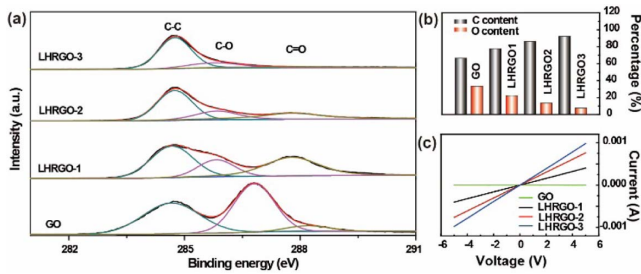 (a)
C-C
C-O
C=O
LHRGO-3
LHRGO-2
LHRGO-1
GO
Intensity (a.u.)
282 285 288 291
Binding energy (eV)
(b)
C content
O content
GO
LHRGO1
LHRGO2
LHRGO3
120
100
80
60
40
20
0
Percentage (%)
(c)
0.001
0.000
-0.001
Current (A)
GO
LHRGO-1
LHRGO-2
LHRGO-3
-6 -4 -2 0 2 4 6
Voltage (V)